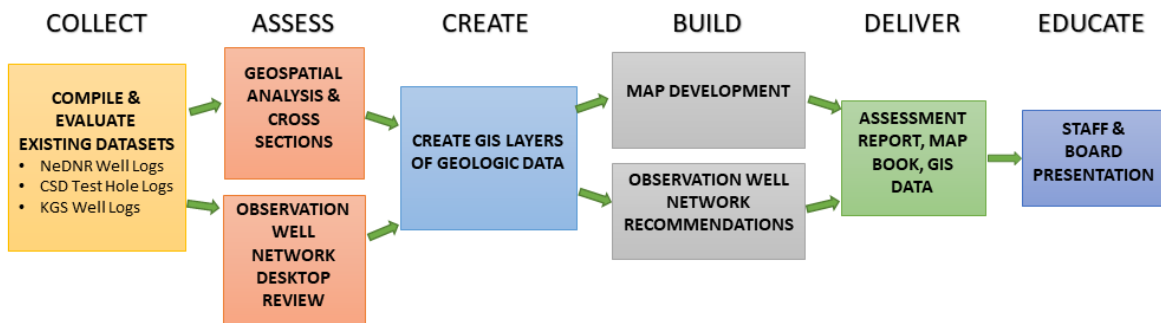 COLLECT
ASSESS
CREATE
BUILD
DELIVER
EDUCATE
COMPILE &
EVALUATE
EXISTING DATASETS
• NeDNR Well Logs
• CSD Test Hole Logs
• KGS Well Logs
GEOSPATIAL
ANALYSIS &
CROSS
SECTIONS
OBSERVATION
WELL
NETWORK
DESKTOP
REVIEW
CREATE GIS LAYERS
OF GEOLOGIC DATA
MAP DEVELOPMENT
OBSERVATION WELL
NETWORK
RECOMMENDATIONS
ASSESSMENT
REPORT, MAP
BOOK, GIS
DATA
STAFF &
BOARD
PRESENTATION